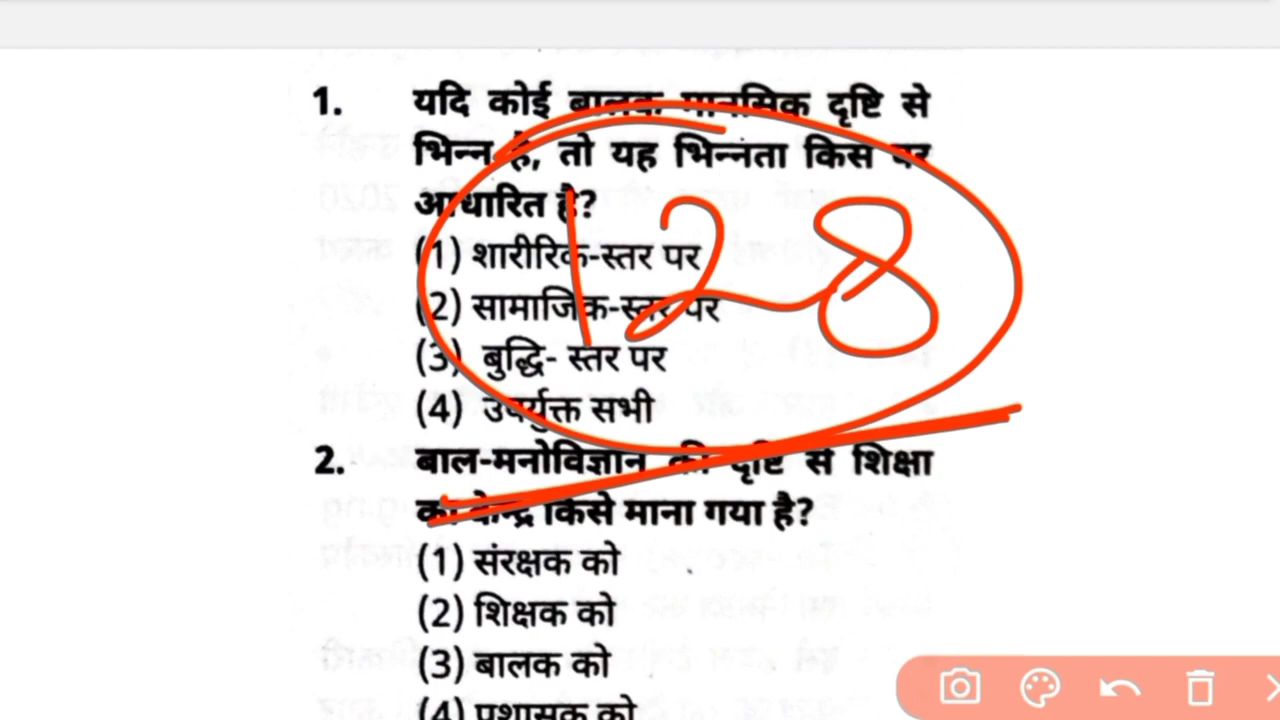 1. यदि कोई बालक मानसिक दृष्टि से
भिन्न है, तो यह भिन्नता किस पर
आधारित है?
(1) शारीरिक-स्तर पर
(2) सामाजिक-स्तर पर
(3) बुद्धि- स्तर पर
(4) उपर्युक्त सभी
128
2. बाल-मनोविज्ञान की दृष्टि से शिक्षा
का केन्द्र किसे माना गया है?
(1) संरक्षक को
(2) शिक्षक को
(3) बालक को
(4) प्रशासक को